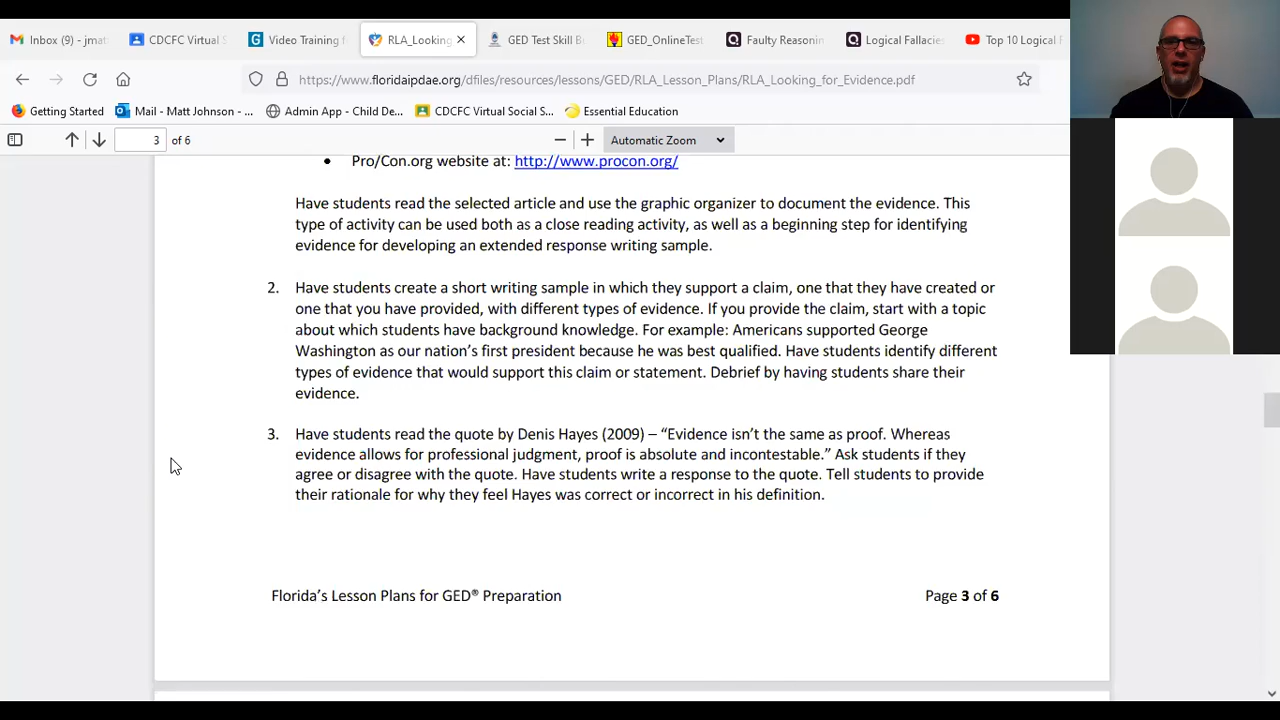 Inbox (9) - jmat
CDCFC Virtual S
Video Training f
RLA_Looking
GED Test Skill B
GED_OnlineTest
Faulty Reasonin
Logical Fallacies
Top 10 Logical F
https://www.floridaipdae.org/dfiles/resources/lessons/GED/RLA_Lesson_Plans/RLA_Looking_for_Evidence.pdf
Getting Started
Mail - Matt Johnson - ...
Admin App - Child De...
CDCFC Virtual Social S...
Essential Education
3 of 6
Automatic Zoom
• Pro/Con.org website at: http://www.procon.org/
Have students read the selected article and use the graphic organizer to document the evidence. This
type of activity can be used both as a close reading activity, as well as a beginning step for identifying
evidence for developing an extended response writing sample.
2. Have students create a short writing sample in which they support a claim, one that they have created or
one that you have provided, with different types of evidence. If you provide the claim, start with a topic
about which students have background knowledge. For example: Americans supported George
Washington as our nation's first president because he was best qualified. Have students identify different
types of evidence that would support this claim or statement. Debrief by having students share their
evidence.
3. Have students read the quote by Denis Hayes (2009) – “Evidence isn't the same as proof. Whereas
evidence allows for professional judgment, proof is absolute and incontestable.” Ask students if they
agree or disagree with the quote. Have students write a response to the quote. Tell students to provide
their rationale for why they feel Hayes was correct or incorrect in his definition.
Florida's Lesson Plans for GED® Preparation
Page 3 of 6